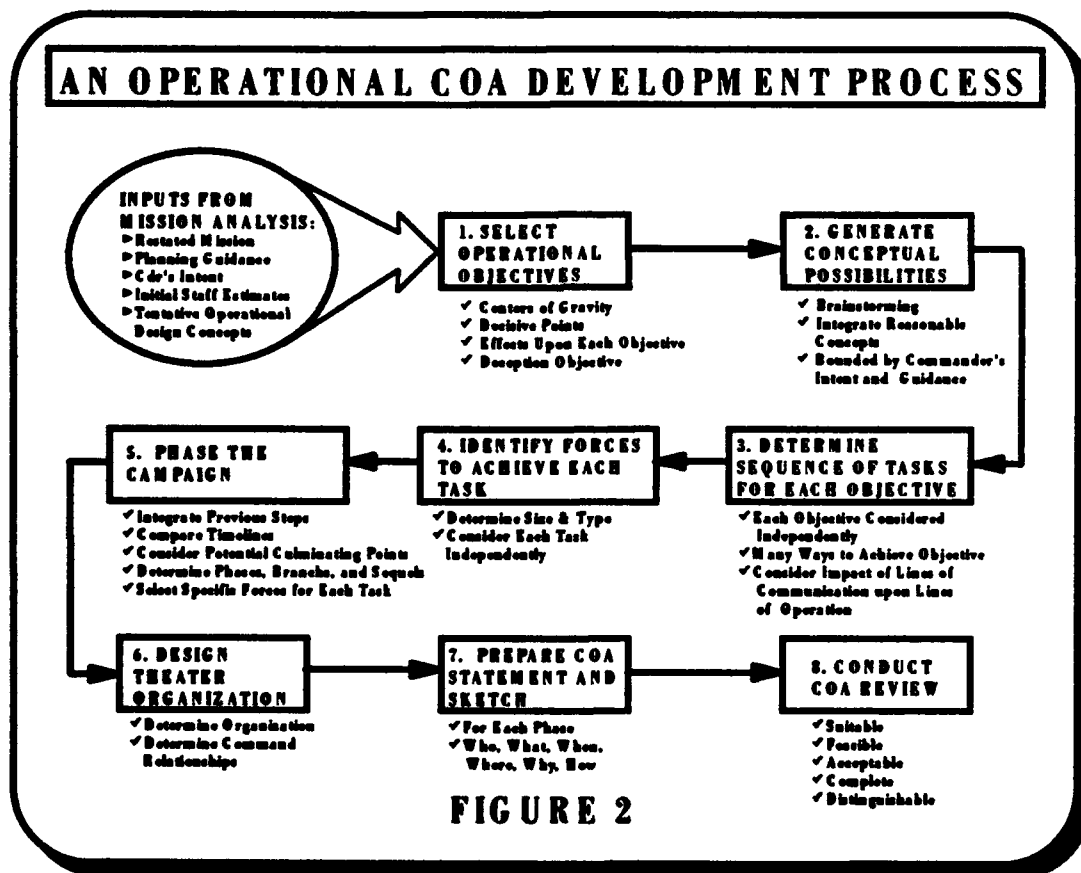 AN OPERATIONAL COA DEVELOPMENT PROCESS
INPUTS FROM
MISSION ANALYSIS:
Restated Mission
Planning Guidance
Cdr's Intent
Initial Staff Estimates
Tentative Operational
Design Concepts
1. SELECT
OPERATIONAL
OBJECTIVES
✓ Centers of Gravity
✓ Decisive Points
✓ Effects Upon Each Objective
✓ Deception Objective
2. GENERATE
CONCEPTUAL
POSSIBILITIES
✓ Brainstorming
✓ Integrate Reasonable
Concepts
✓ Bounded by Commander's
Intent and Guidance
3. DETERMINE
SEQUENCE OF TASKS
FOR EACH OBJECTIVE
✓ Each Objective Considered
Independently
✓ Many Ways to Achieve Objective
✓ Consider Impact of Lines of
Communication upon Lines
of Operation
4. IDENTIFY FORCES
TO ACHIEVE EACH
TASK
✓ Determine Size & Type
✓ Consider Each Task
Independently
5. PHASE THE
CAMPAIGN
✓ Integrate Previous Steps
✓ Compare Timelines
✓ Consider Potential Culminating Points
✓ Determine Phases, Branchs, and Sequels
✓ Select Specific Forces for Each Task
6. DESIGN
THEATER
ORGANIZATION
✓ Determine Organization
✓ Determine Command
Relationships
7. PREPARE COA
STATEMENT AND
SKETCH
✓ For Each Phase
✓ Who, What, When,
Where, Why, How
8. CONDUCT
COA REVIEW
✓ Suitable
✓ Feasible
✓ Acceptable
✓ Complete
✓ Distinguishable
FIGURE 2